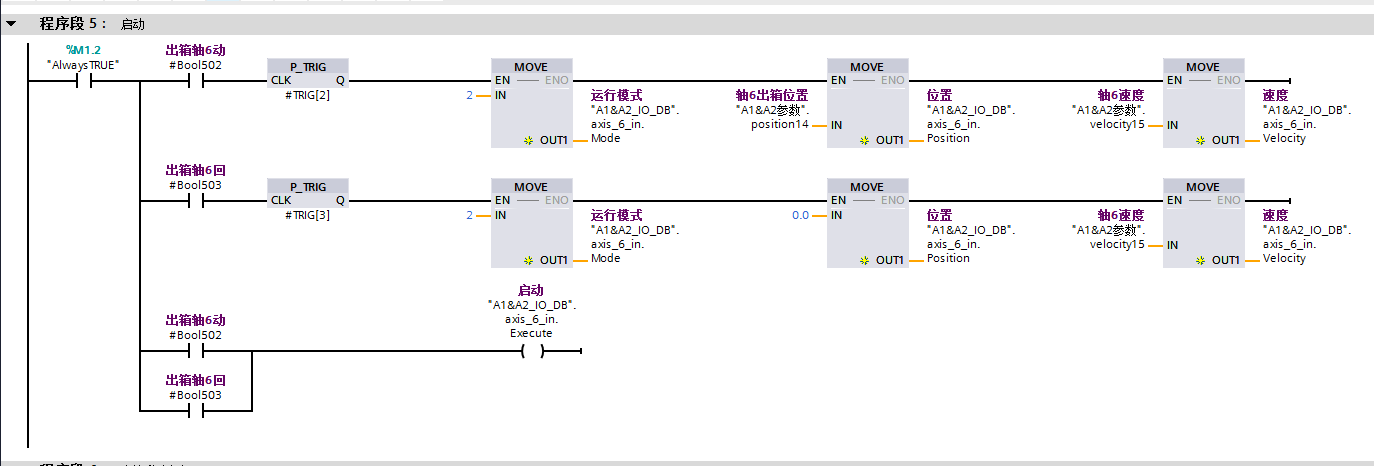 程序段 5： 启动
%M1.2
"AlwaysTRUE"
出箱轴6动
#Bool502
P_TRIG
CLK Q
#TRIG[2]
MOVE
EN ENO
2 IN
OUT1
运行模式
"A1&A2_IO_DB".
axis_6_in.
Mode
轴6出箱位置
"A1&A2参数".
position14
MOVE
EN ENO
IN
OUT1
位置
"A1&A2_IO_DB".
axis_6_in.
Position
轴6速度
"A1&A2参数".
velocity15
MOVE
EN ENO
IN
OUT1
速度
"A1&A2_IO_DB".
axis_6_in.
Velocity
出箱轴6回
#Bool503
P_TRIG
CLK Q
#TRIG[3]
MOVE
EN ENO
2 IN
OUT1
运行模式
"A1&A2_IO_DB".
axis_6_in.
Mode
MOVE
EN ENO
0.0 IN
OUT1
位置
"A1&A2_IO_DB".
axis_6_in.
Position
轴6速度
"A1&A2参数".
velocity15
MOVE
EN ENO
IN
OUT1
速度
"A1&A2_IO_DB".
axis_6_in.
Velocity
出箱轴6动
#Bool502
启动
"A1&A2_IO_DB".
axis_6_in.
Execute
出箱轴6回
#Bool503